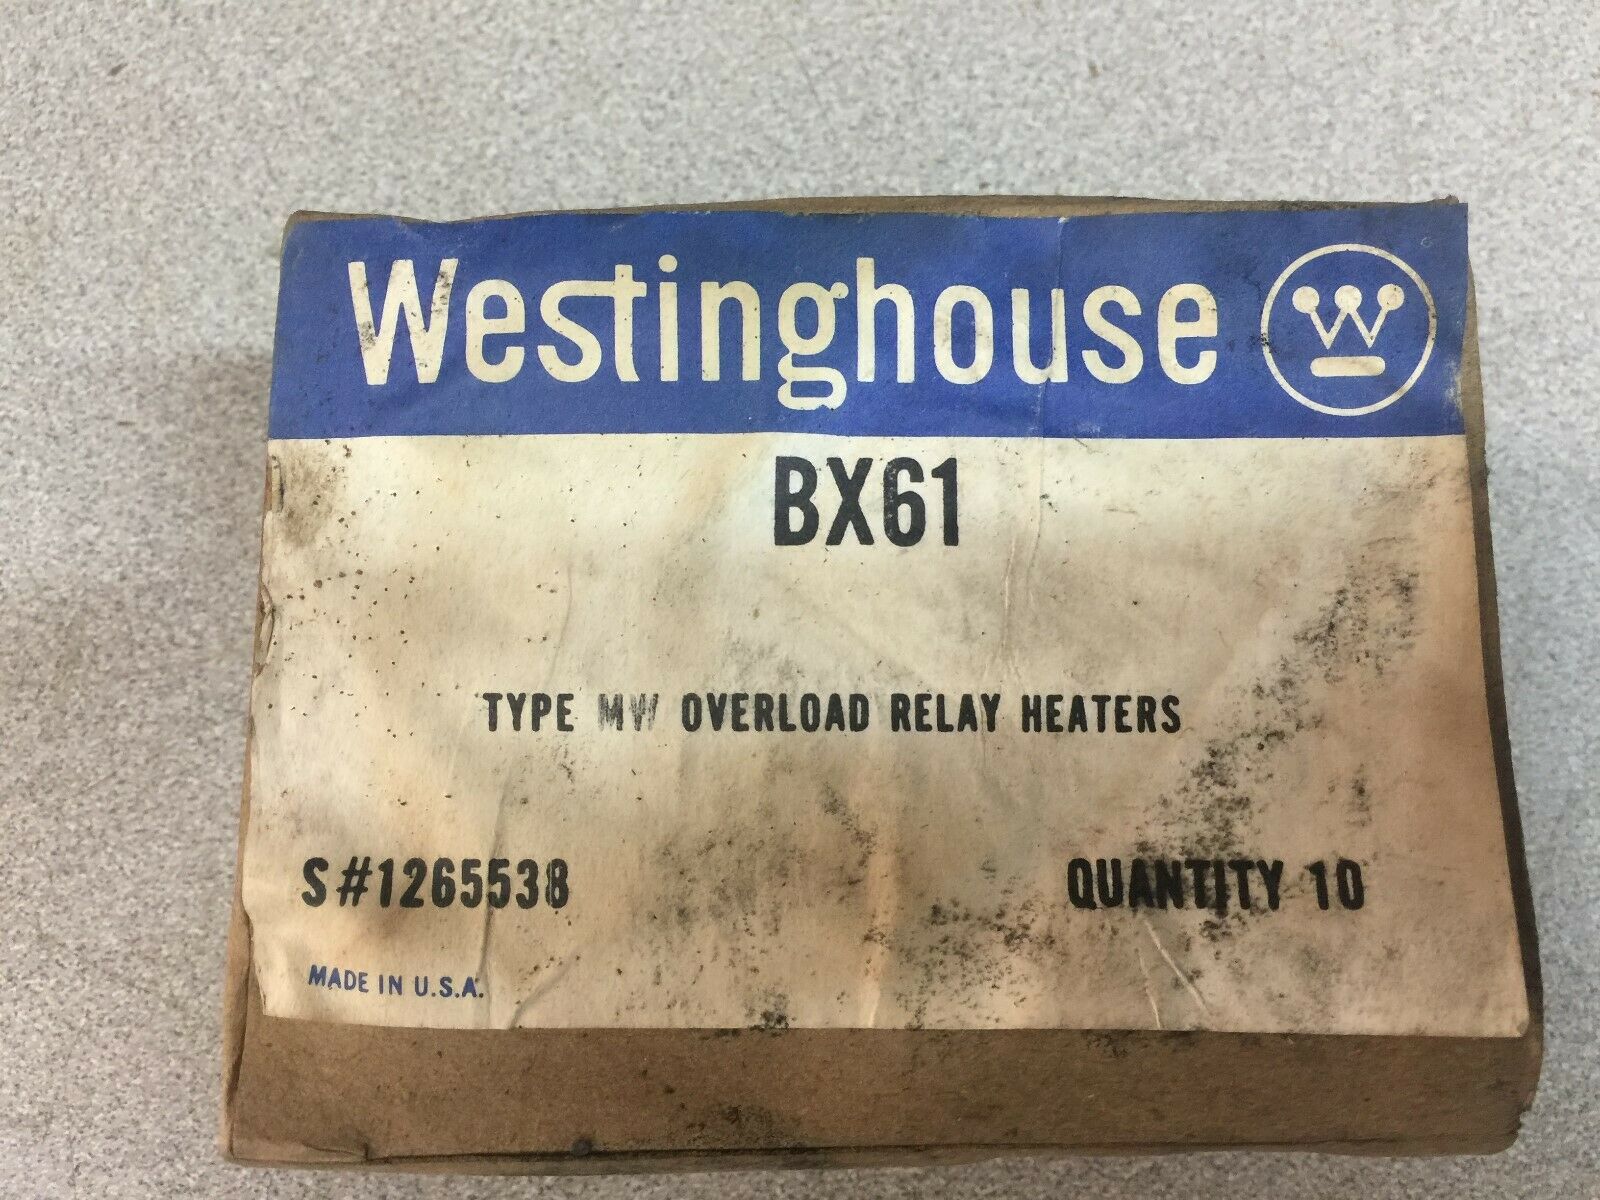 Westinghouse W
BX61
TYPE MW OVERLOAD RELAY HEATERS
S#1265538 QUANTITY 10
MADE IN U.S.A.